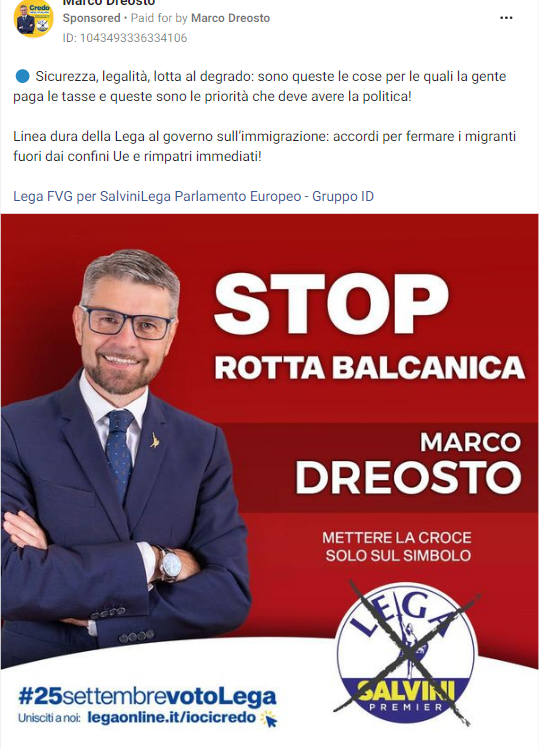 Marco Dreosto
Sponsored • Paid for by Marco Dreosto
ID: 1043493336334106
Credo
🔵 Sicurezza, legalità, lotta al degrado: sono queste le cose per le quali la gente
paga le tasse e queste sono le priorità che deve avere la politica!
Linea dura della Lega al governo sull'immigrazione: accordi per fermare i migranti
fuori dai confini Ue e rimpatri immediati!
Lega FVG per SalviniLega Parlamento Europeo - Gruppo ID
STOP
ROTTA BALCANICA
MARCO
DREOSTO
METTERE LA CROCE
SOLO SUL SIMBOLO
LEGA
SALVINI
PREMIER
#25settembrevotoLega
Unisciti a noi: legaonline.it/iocicredo